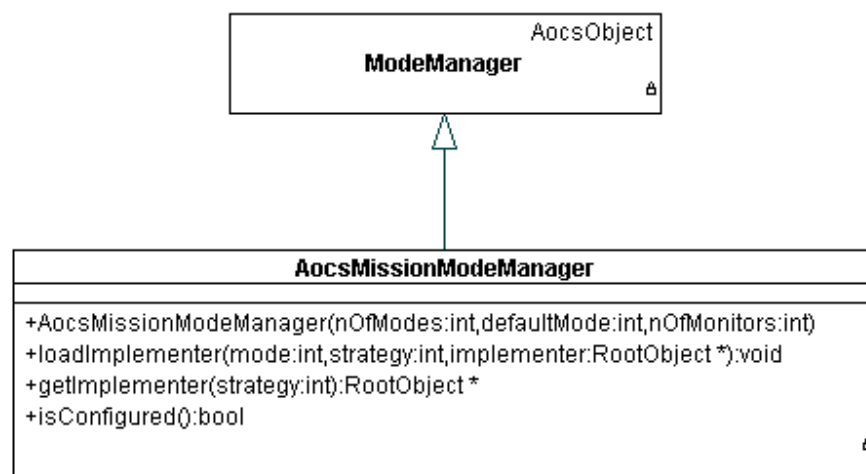 AocsObject
ModeManager
AocsMissionModeManager
+AocsMissionModeManager(nOfModes:int,defaultMode:int,nOfMonitors:int)
+loadImplementer(mode:int,strategy:int,implementer:RootObject *):void
+getImplementer(strategy:int):RootObject *
+isConfigured():bool